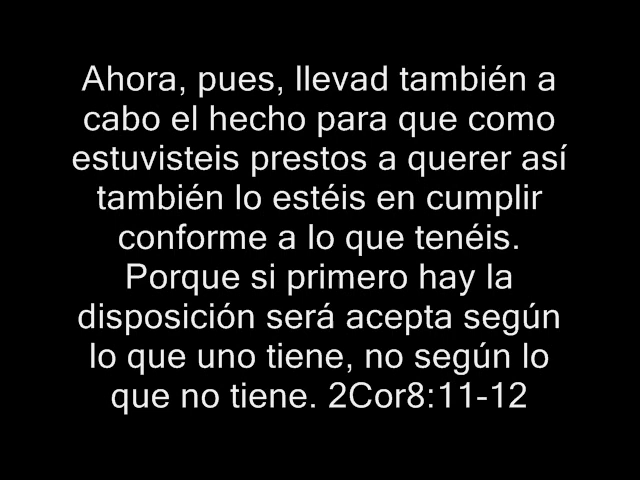 Ahora, pues, llevad también a
cabo el hecho para que como
estuvisteis prestos a querer así
también lo estéis en cumplir
conforme a lo que tenéis.
Porque si primero hay la
disposición será acepta según
lo que uno tiene, no según lo
que no tiene. 2Cor8:11-12